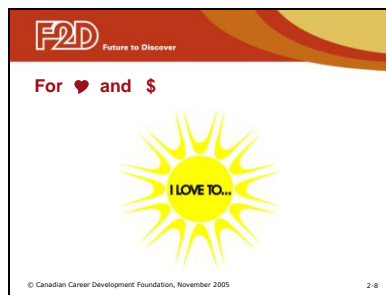 F2D Future to Discover
For ♥ and $
I LOVE TO...
© Canadian Career Development Foundation, November 2005 2-8